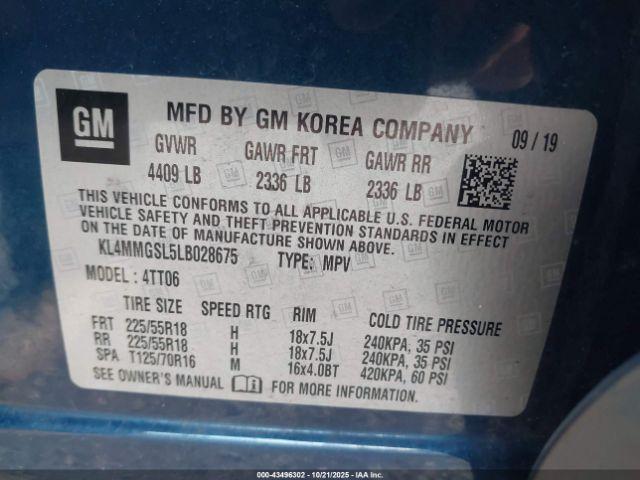 GM
MFD BY GM KOREA COMPANY
09 / 19
GVWR GAWR FRT GAWR RR
4409 LB 2336 LB 2336 LB
THIS VEHICLE CONFORMS TO ALL APPLICABLE U.S. FEDERAL MOTOR
VEHICLE SAFETY AND THEFT PREVENTION STANDARDS IN EFFECT
ON THE DATE OF MANUFACTURE SHOWN ABOVE.
KL4MMGSL5LB028675 TYPE: MPV
MODEL : 4TT06
TIRE SIZE SPEED RTG RIM COLD TIRE PRESSURE
FRT 225/55R18 H 18x7.5J 240KPA, 35 PSI
RR 225/55R18 H 18x7.5J 240KPA, 35 PSI
SPA T125/70R16 M 16x4.0BT 420KPA, 60 PSI
SEE OWNER'S MANUAL FOR MORE INFORMATION.
000-43496302 - 10/21/2025 - IAAI.COM